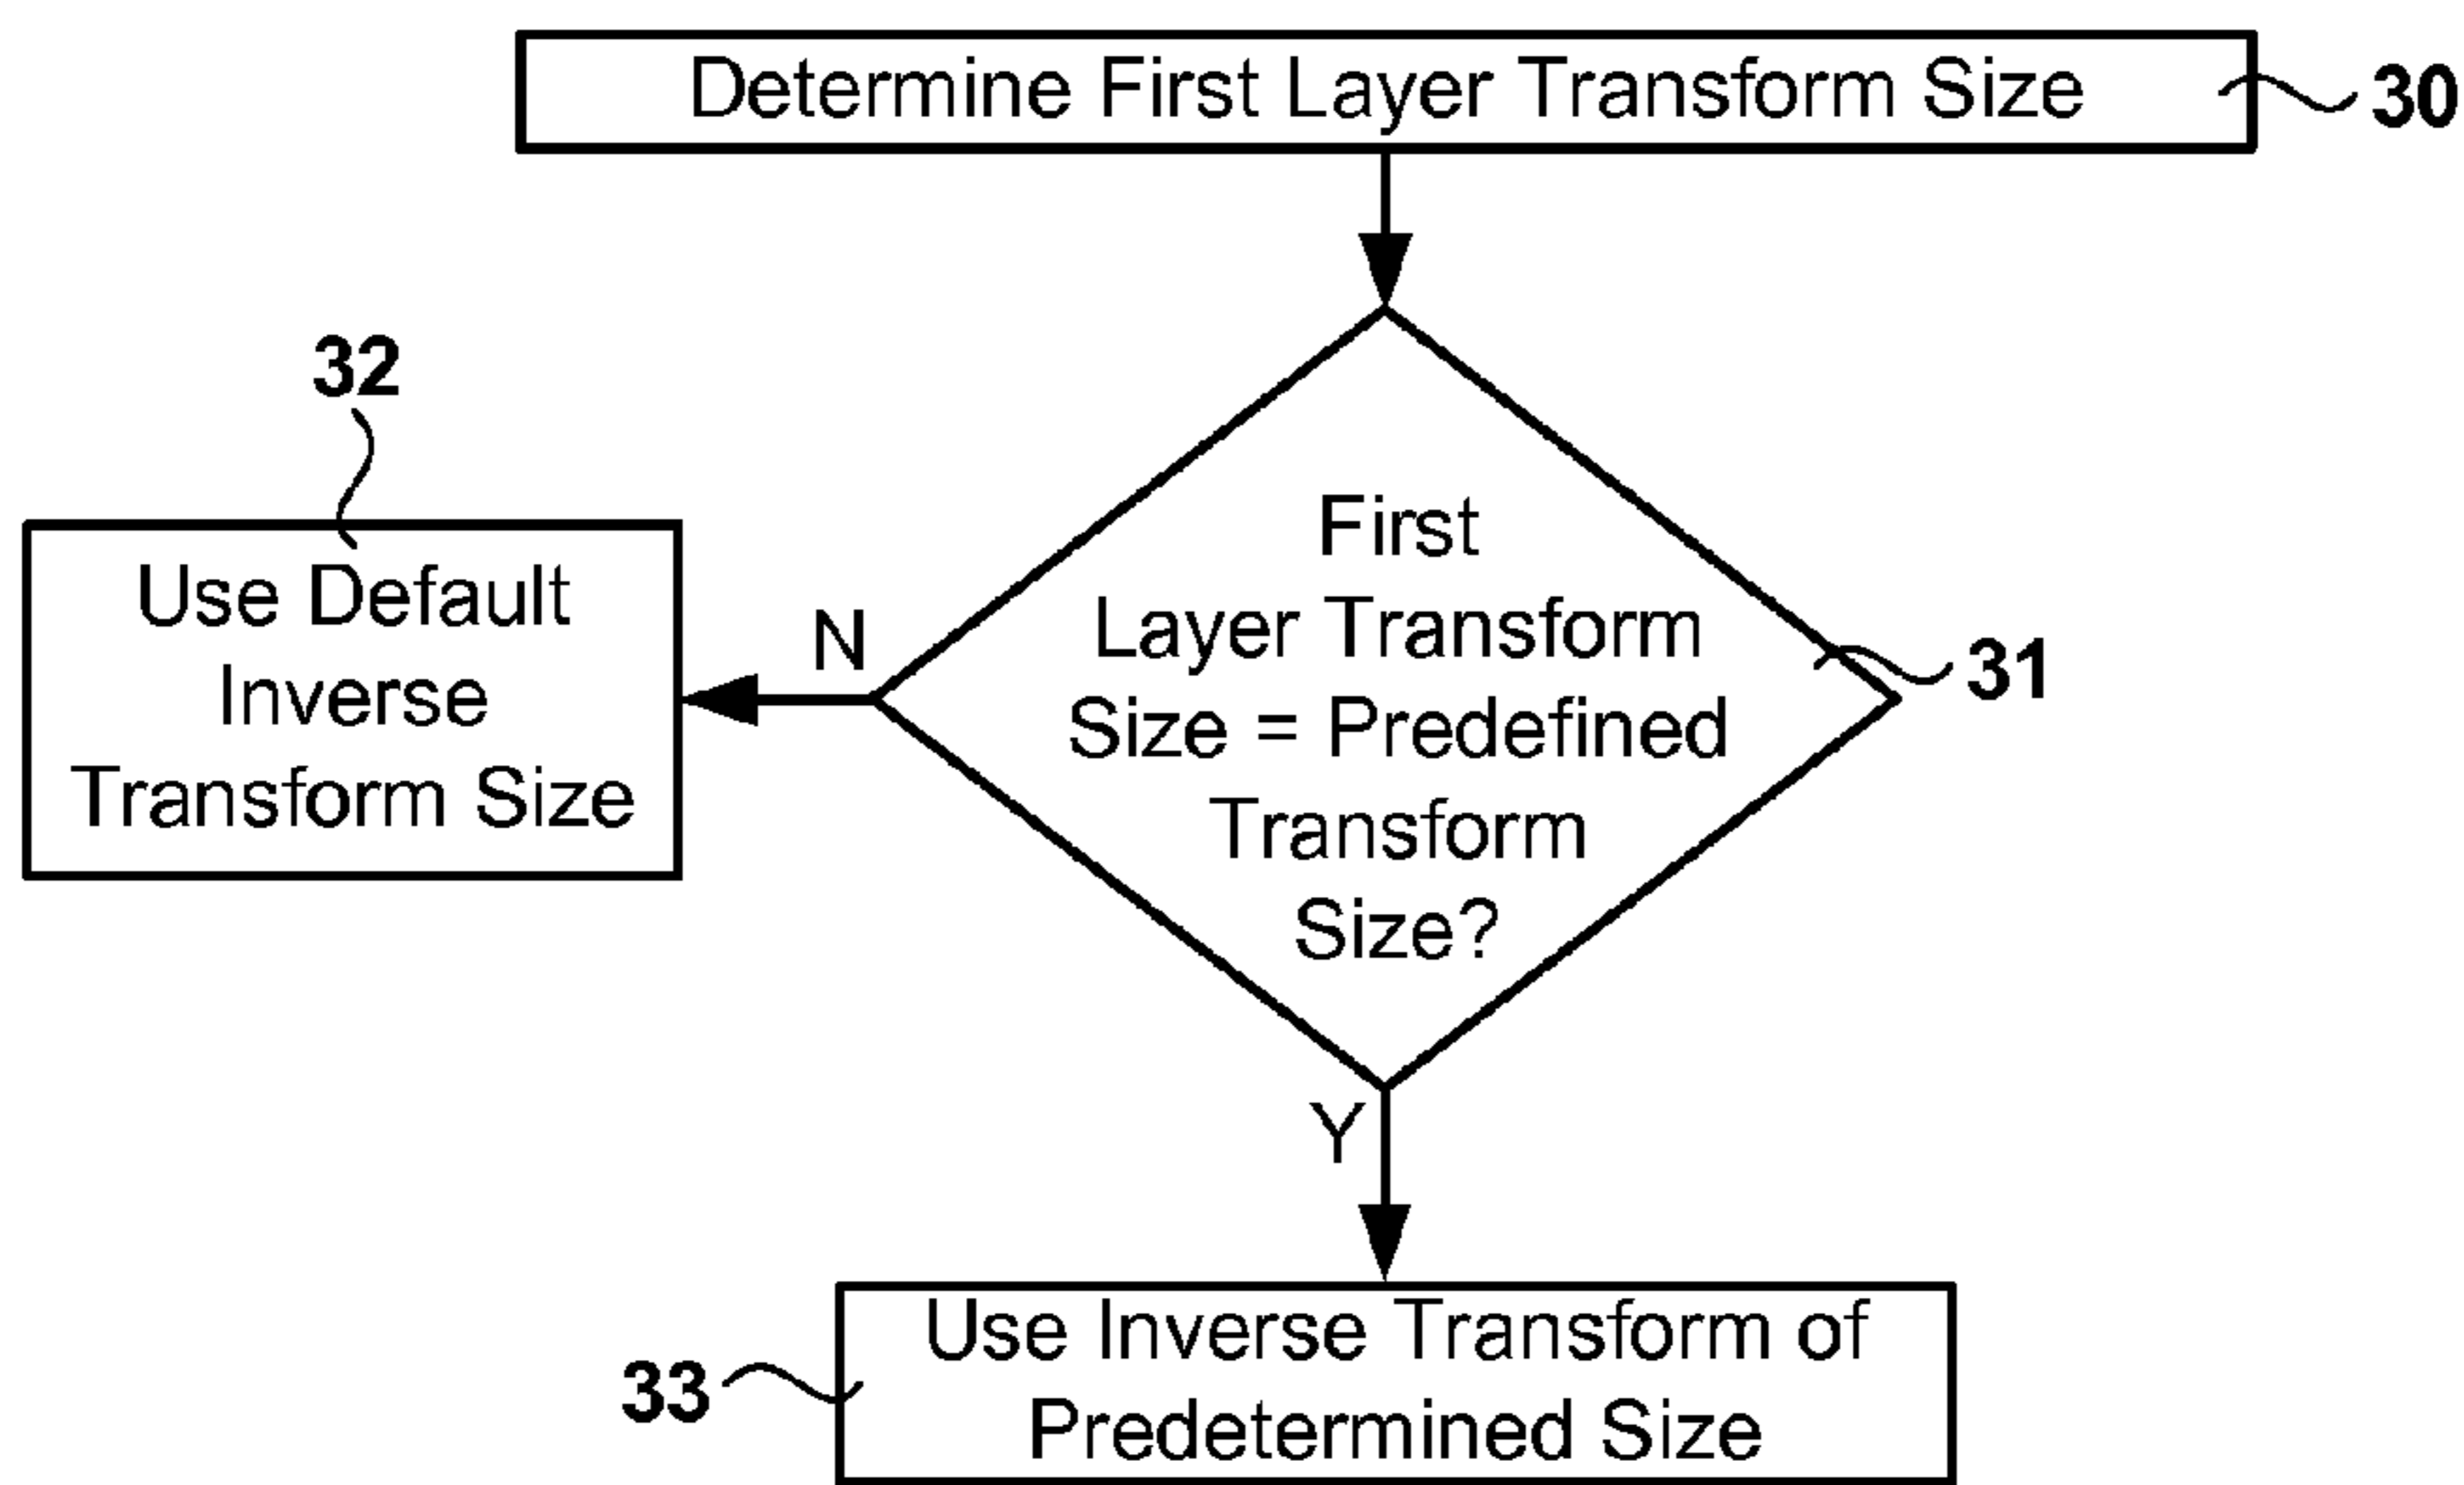 Determine First Layer Transform Size
30
32
Use Default
Inverse
Transform Size
N
First
Layer Transform
Size = Predefined
Transform
Size?
31
Y
33
Use Inverse Transform of
Predetermined Size